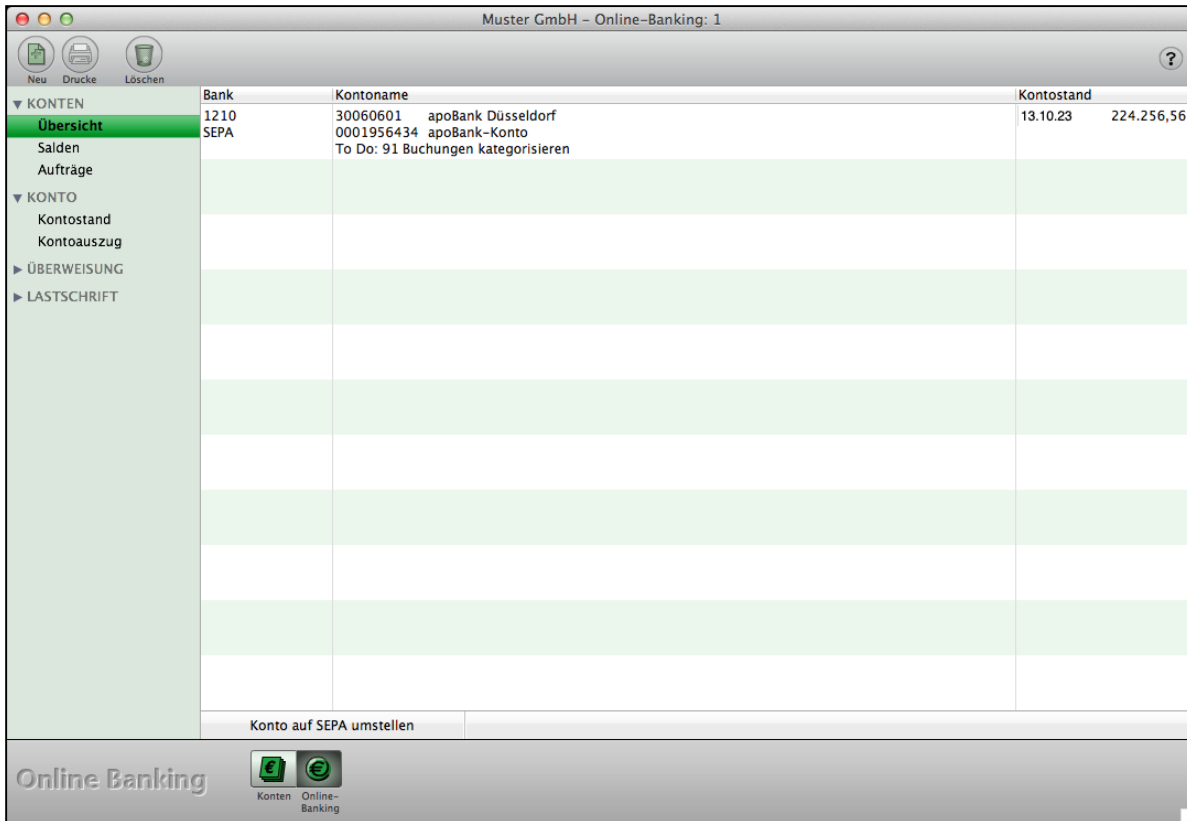 Muster GmbH – Online-Banking: 1
Neu Drucke Löschen ?
KONTEN
Übersicht
Salden
Aufträge
KONTO
Kontostand
Kontoauszug
ÜBERWEISUNG
LASTSCHRIFT
Bank Kontoname Kontostand
1210 30060601 apoBank Düsseldorf 13.10.23 224.256,56
SEPA 0001956434 apoBank-Konto
To Do: 91 Buchungen kategorisieren
Konto auf SEPA umstellen
Online Banking
Konten Online-
Banking